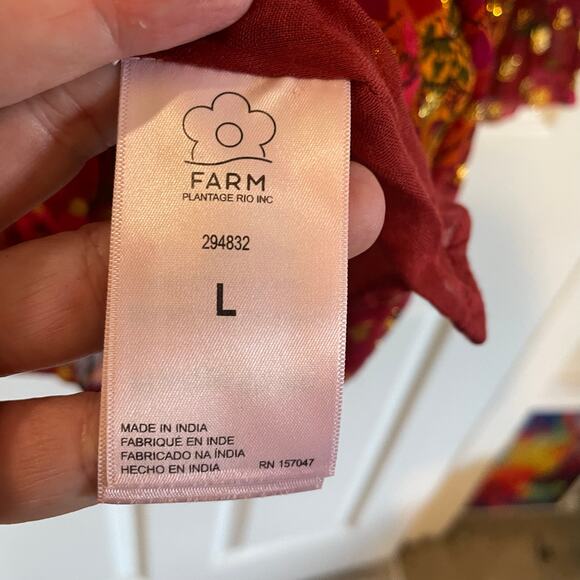 FARM
PLANTAGE RIO INC
294832
L
MADE IN INDIA
FABRIQUÉ EN INDE
FABRICADO NA ÍNDIA
HECHO EN INDIA RN 157047